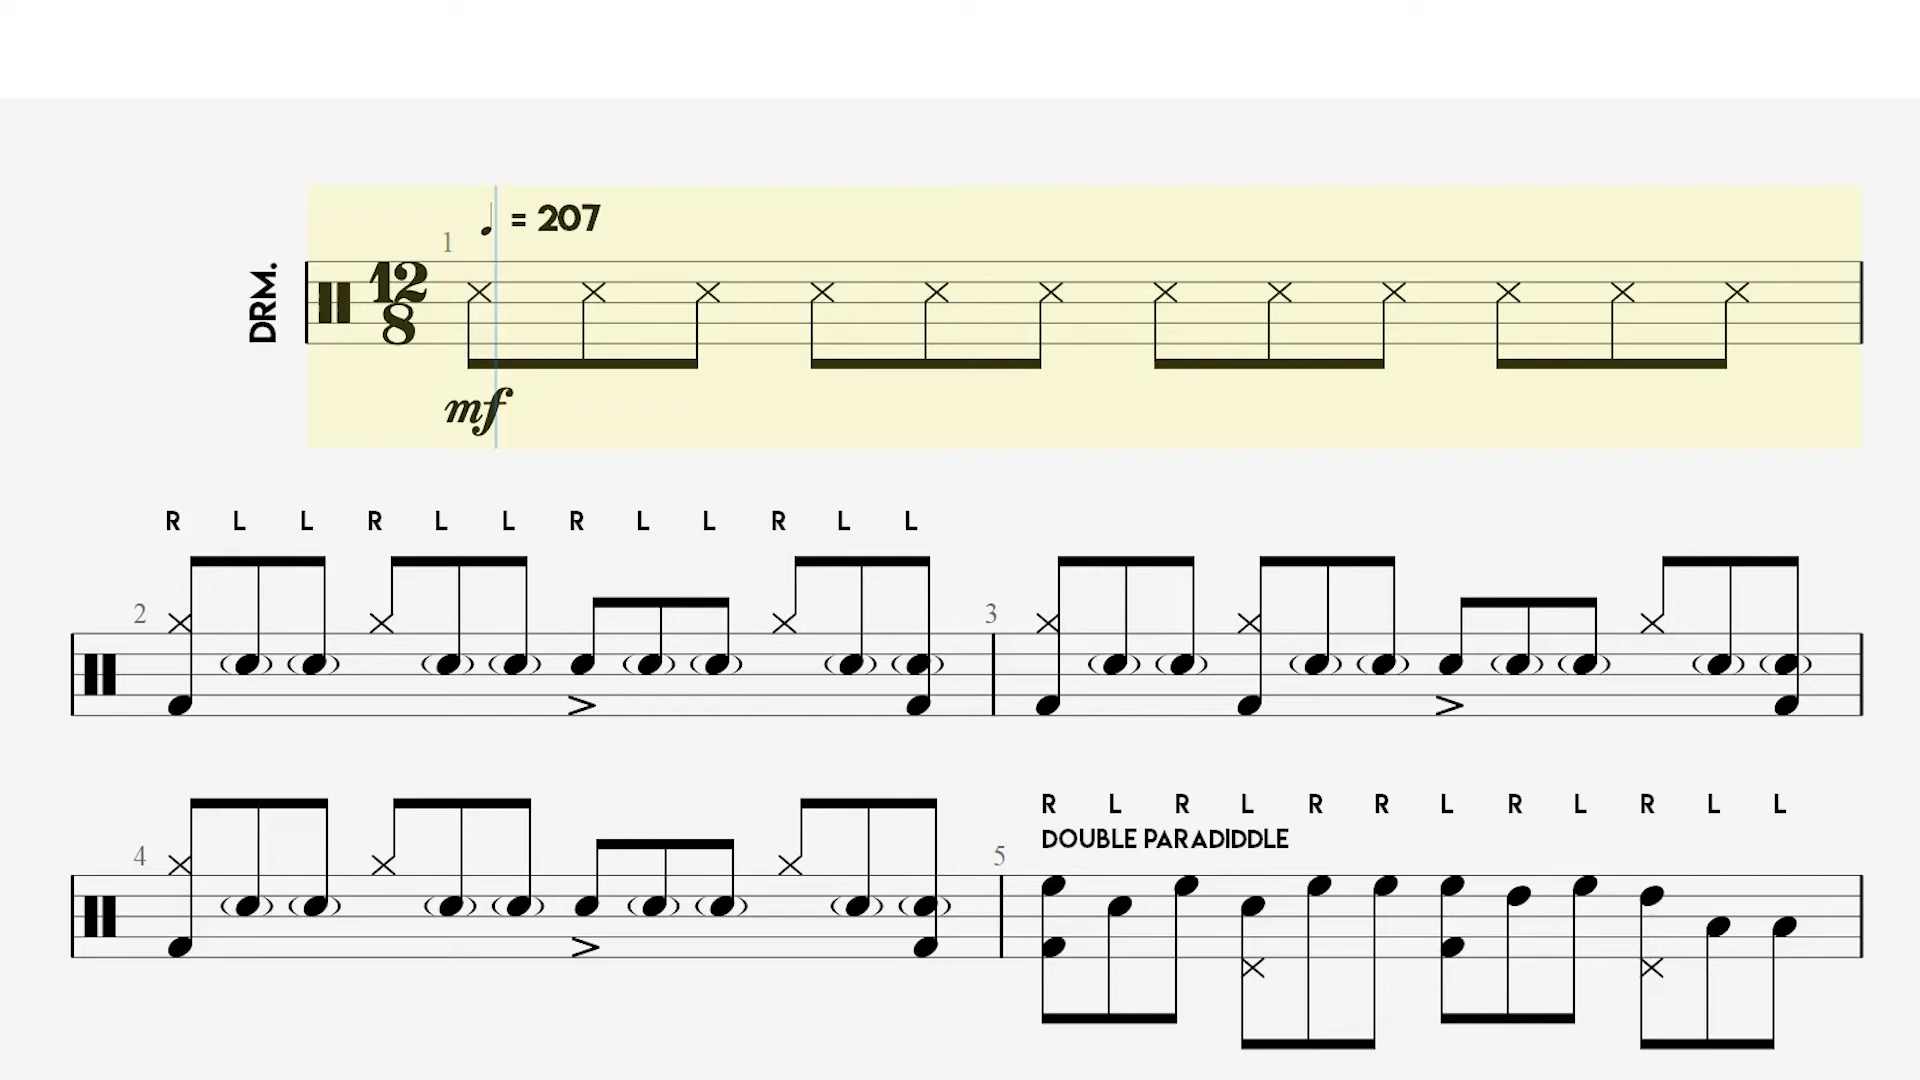 ♩ = 207
1
DRM.
12
8
mf
R L L R L L R L L R L L
2
3
R L R L R R L R L R L L
DOUBLE PARADIDDLE
4
5